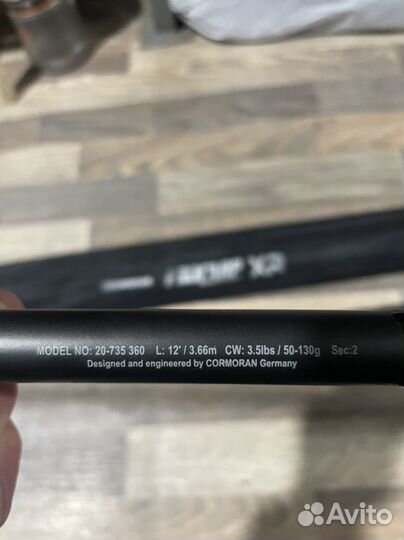 XR
MODEL NO: 20-735 360 L: 12' / 3.66m CW: 3.5lbs / 50-130g Sec:2
Designed and engineered by CORMORAN Germany
Avito